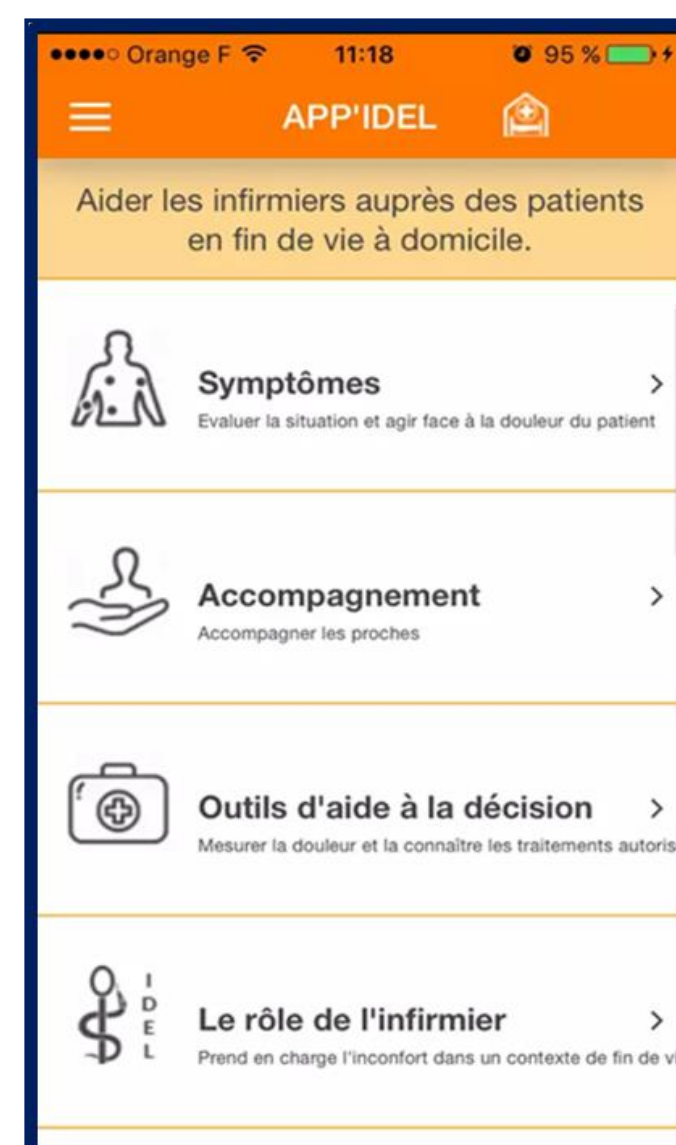 Orange F 11:18 95 %
APP'IDEL
Aider les infirmiers auprès des patients
en fin de vie à domicile.
Symptômes
Evaluer la situation et agir face à la douleur du patient
Accompagnement
Accompagner les proches
Outils d'aide à la décision
Mesurer la douleur et la connaître les traitements autoris
IDEL
Le rôle de l'infirmier
Prend en charge l'inconfort dans un contexte de fin de vi